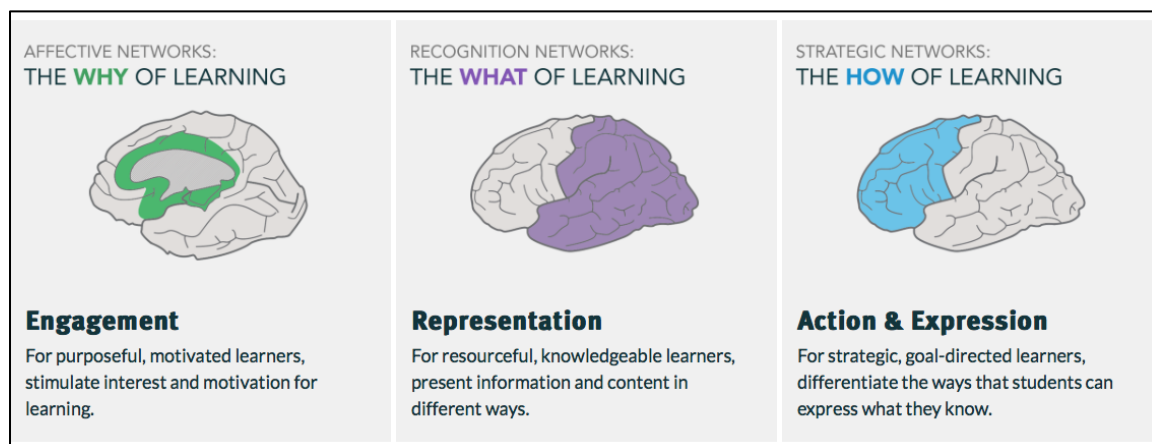 AFFECTIVE NETWORKS:
THE WHY OF LEARNING
Engagement
For purposeful, motivated learners,
stimulate interest and motivation for
learning.
RECOGNITION NETWORKS:
THE WHAT OF LEARNING
Representation
For resourceful, knowledgeable learners,
present information and content in
different ways.
STRATEGIC NETWORKS:
THE HOW OF LEARNING
Action & Expression
For strategic, goal-directed learners,
differentiate the ways that students can
express what they know.